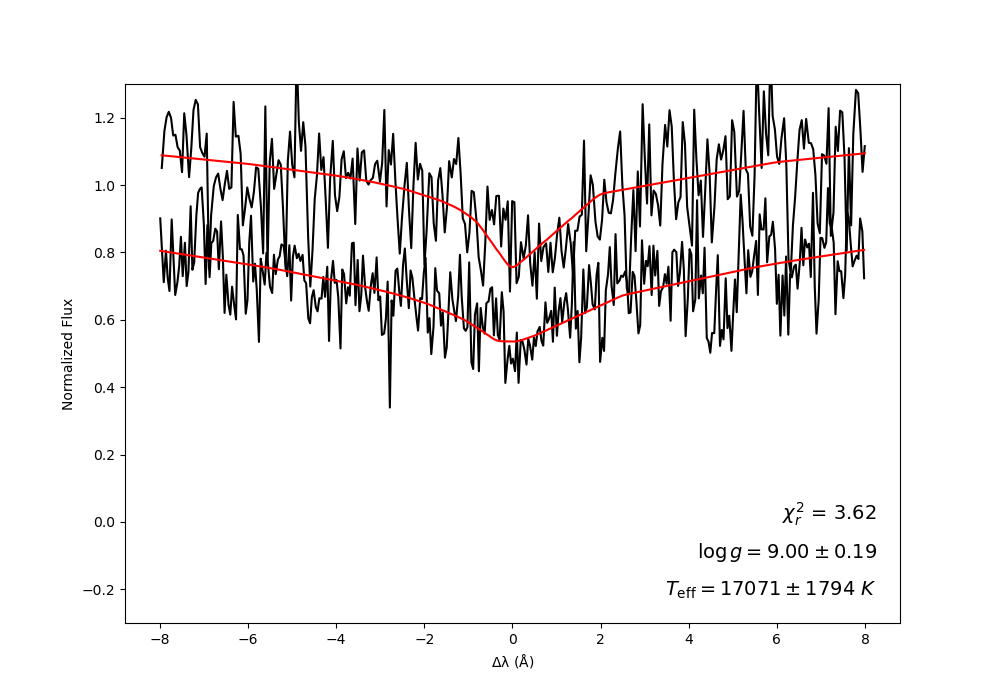 1.2
1.0
0.8
0.6
0.4
0.2
0.0
−0.2
Normalized Flux
χ²ᵣ = 3.62
log g = 9.00 ± 0.19
T_eff = 17071 ± 1794 K
−8 −6 −4 −2 0 2 4 6 8
Δλ (Å)